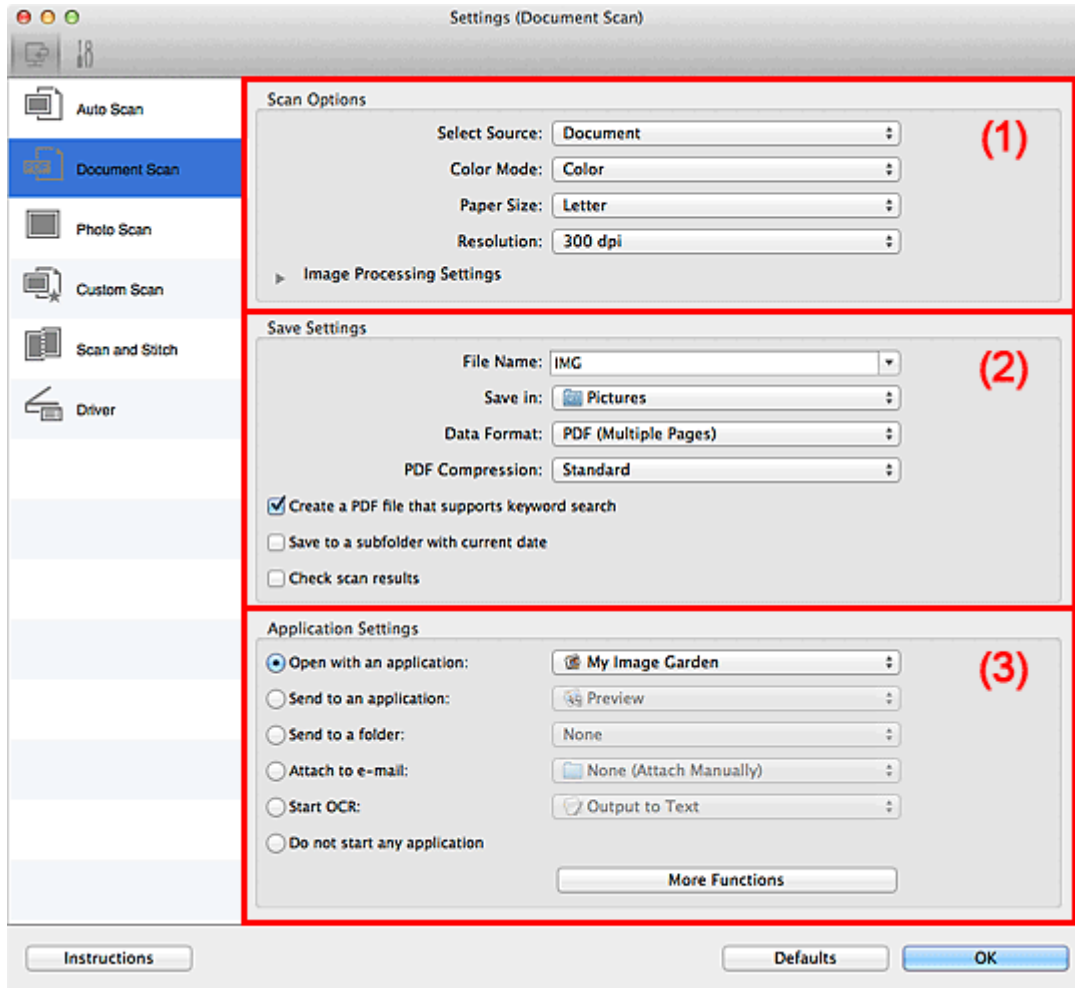 Settings (Document Scan)
Auto Scan
Document Scan
Photo Scan
Custom Scan
Scan and Stitch
Driver
Scan Options
(1)
Select Source: Document
Color Mode: Color
Paper Size: Letter
Resolution: 300 dpi
Image Processing Settings
Save Settings
(2)
File Name: IMG
Save in: Pictures
Data Format: PDF (Multiple Pages)
PDF Compression: Standard
Create a PDF file that supports keyword search
Save to a subfolder with current date
Check scan results
Application Settings
(3)
Open with an application: My Image Garden
Send to an application: Preview
Send to a folder: None
Attach to e-mail: None (Attach Manually)
Start OCR: Output to Text
Do not start any application
More Functions
Instructions
Defaults
OK